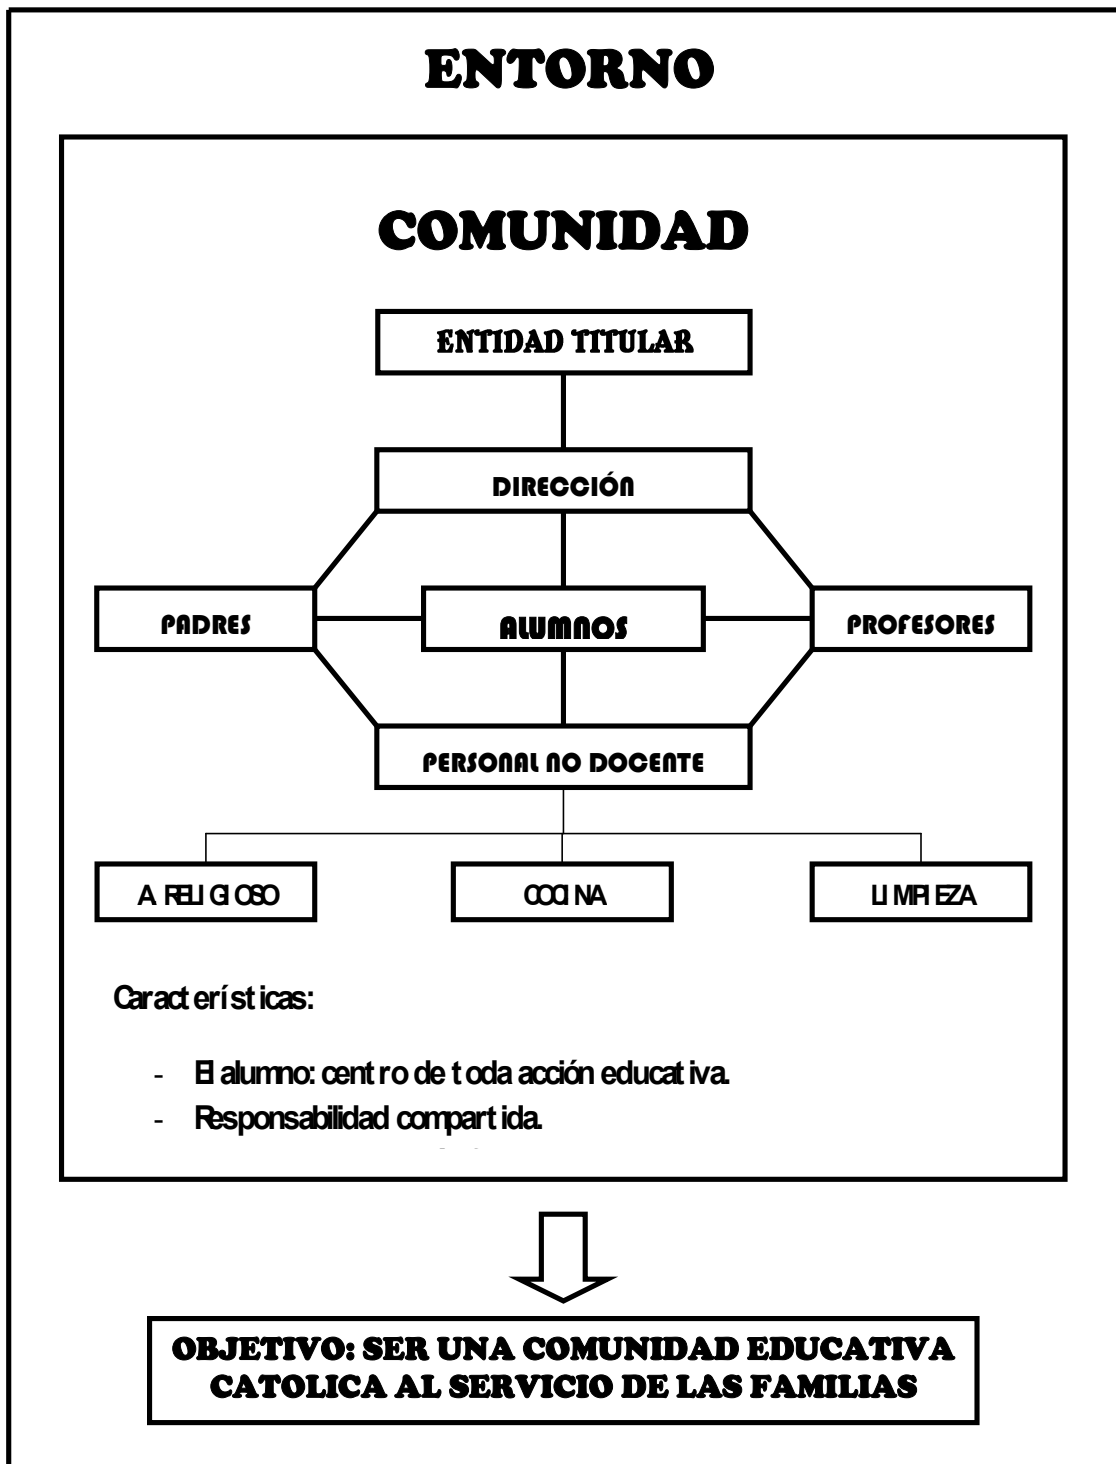 ENTORNO
COMUNIDAD
ENTIDAD TITULAR
DIRECCIÓN
PADRES
ALUMNOS
PROFESORES
PERSONAL NO DOCENTE
A RELIGIOSO
COCINA
LIMPIEZA
Características:
- El alumno: centro de toda acción educativa.
- Responsabilidad compartida.
OBJETIVO: SER UNA COMUNIDAD EDUCATIVA
CATOLICA AL SERVICIO DE LAS FAMILIAS